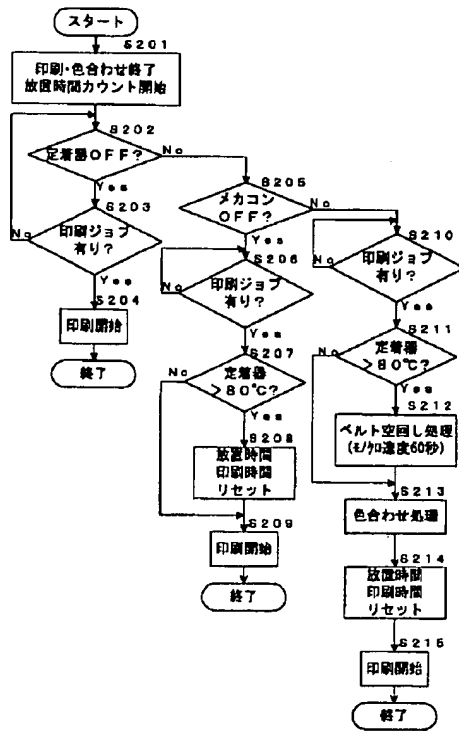 スタート
S201
印刷・色合わせ終了
放置時間カウント開始
S202
定着器OFF?
No
Yes
S203
印刷ジョブ
有り?
No
Yes
S204
印刷開始
終了
S205
メカコン
OFF?
No
Yes
S206
印刷ジョブ
有り?
No
Yes
S207
定着器
>80℃?
No
Yes
S208
放置時間
印刷時間
リセット
S209
印刷開始
終了
S210
印刷ジョブ
有り?
No
Yes
S211
定着器
>80℃?
No
Yes
S212
ベルト空回し処理
(モノクロ速度60秒)
S213
色合わせ処理
S214
放置時間
印刷時間
リセット
S215
印刷開始
終了